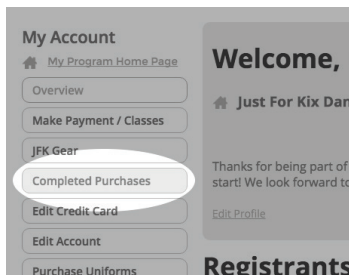 My Account
My Program Home Page
Overview
Make Payment / Classes
JFK Gear
Completed Purchases
Edit Credit Card
Edit Account
Purchase Uniforms
Welcome,
Just For Kix Dan
Thanks for being part of
start! We look forward to
Edit Profile
Registrants